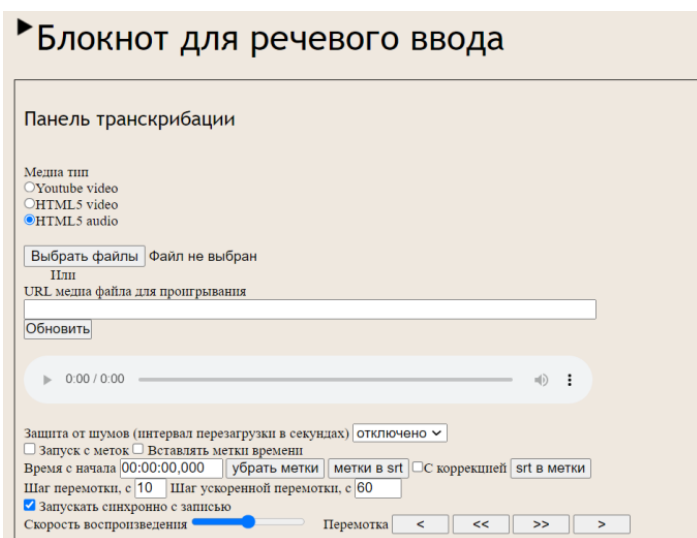 Блокнот для речевого ввода
Панель транскрибации
Медиа тип
Youtube video
HTML5 video
HTML5 audio
Выбрать файлы Файл не выбран
Или
URL медиа файла для проигрывания
Обновить
0:00 / 0:00
Защита от шумов (интервал перезагрузки в секундах) отключено
Запуск с меток Вставлять метки времени
Время с начала 00:00:00,000 убрать метки метки в srt С коррекцией srt в метки
Шаг перемотки, с 10 Шаг ускоренной перемотки, с 60
Запускать синхронно с записью
Скорость воспроизведения Перемотка < << >> >